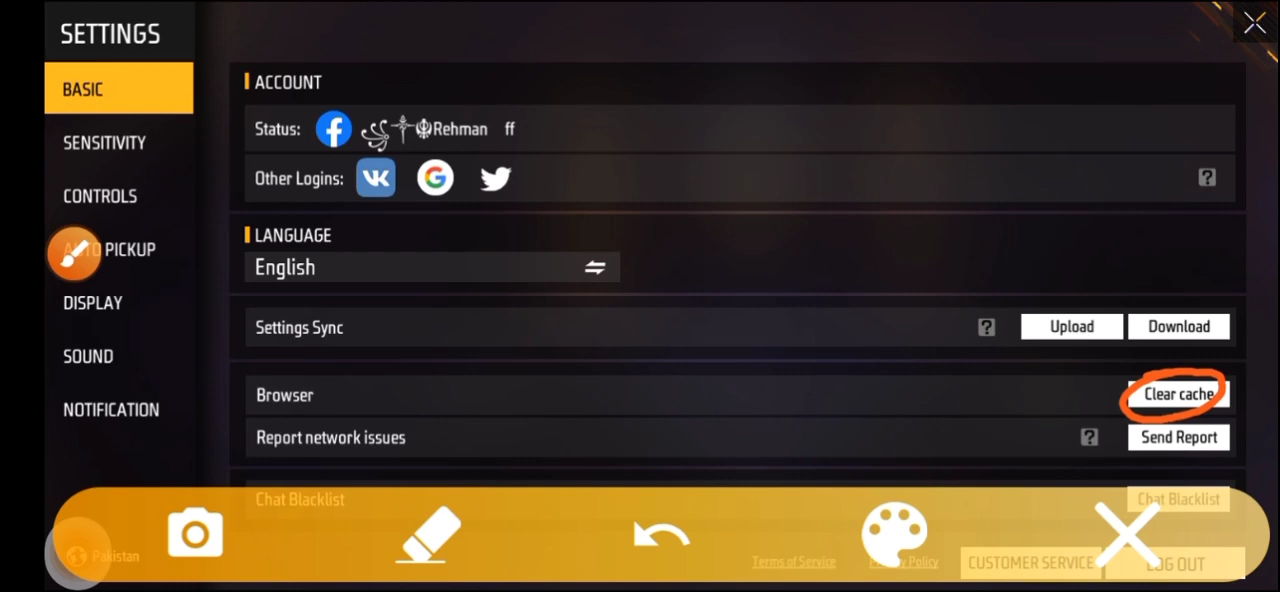 SETTINGS
BASIC
SENSITIVITY
CONTROLS
AUTO PICKUP
DISPLAY
SOUND
NOTIFICATION
Pakistan
ACCOUNT
Status: Rehman ff
Other Logins:
?
LANGUAGE
English
Settings Sync ? Upload Download
Browser Clear cache
Report network issues ? Send Report
Chat Blacklist Chat Blacklist
Terms of Service Privacy Policy CUSTOMER SERVICE LOG OUT